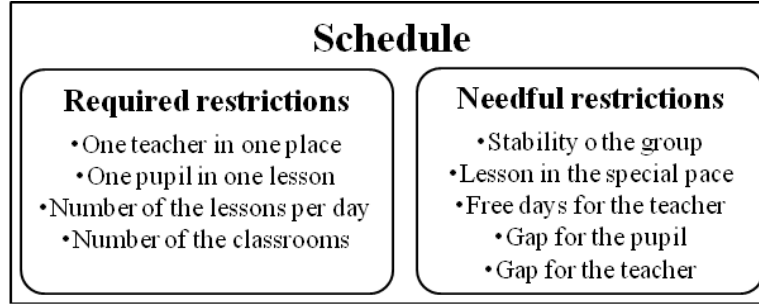 Schedule
Required restrictions
•One teacher in one place
•One pupil in one lesson
•Number of the lessons per day
•Number of the classrooms
Needful restrictions
•Stability o the group
•Lesson in the special pace
•Free days for the teacher
•Gap for the pupil
•Gap for the teacher